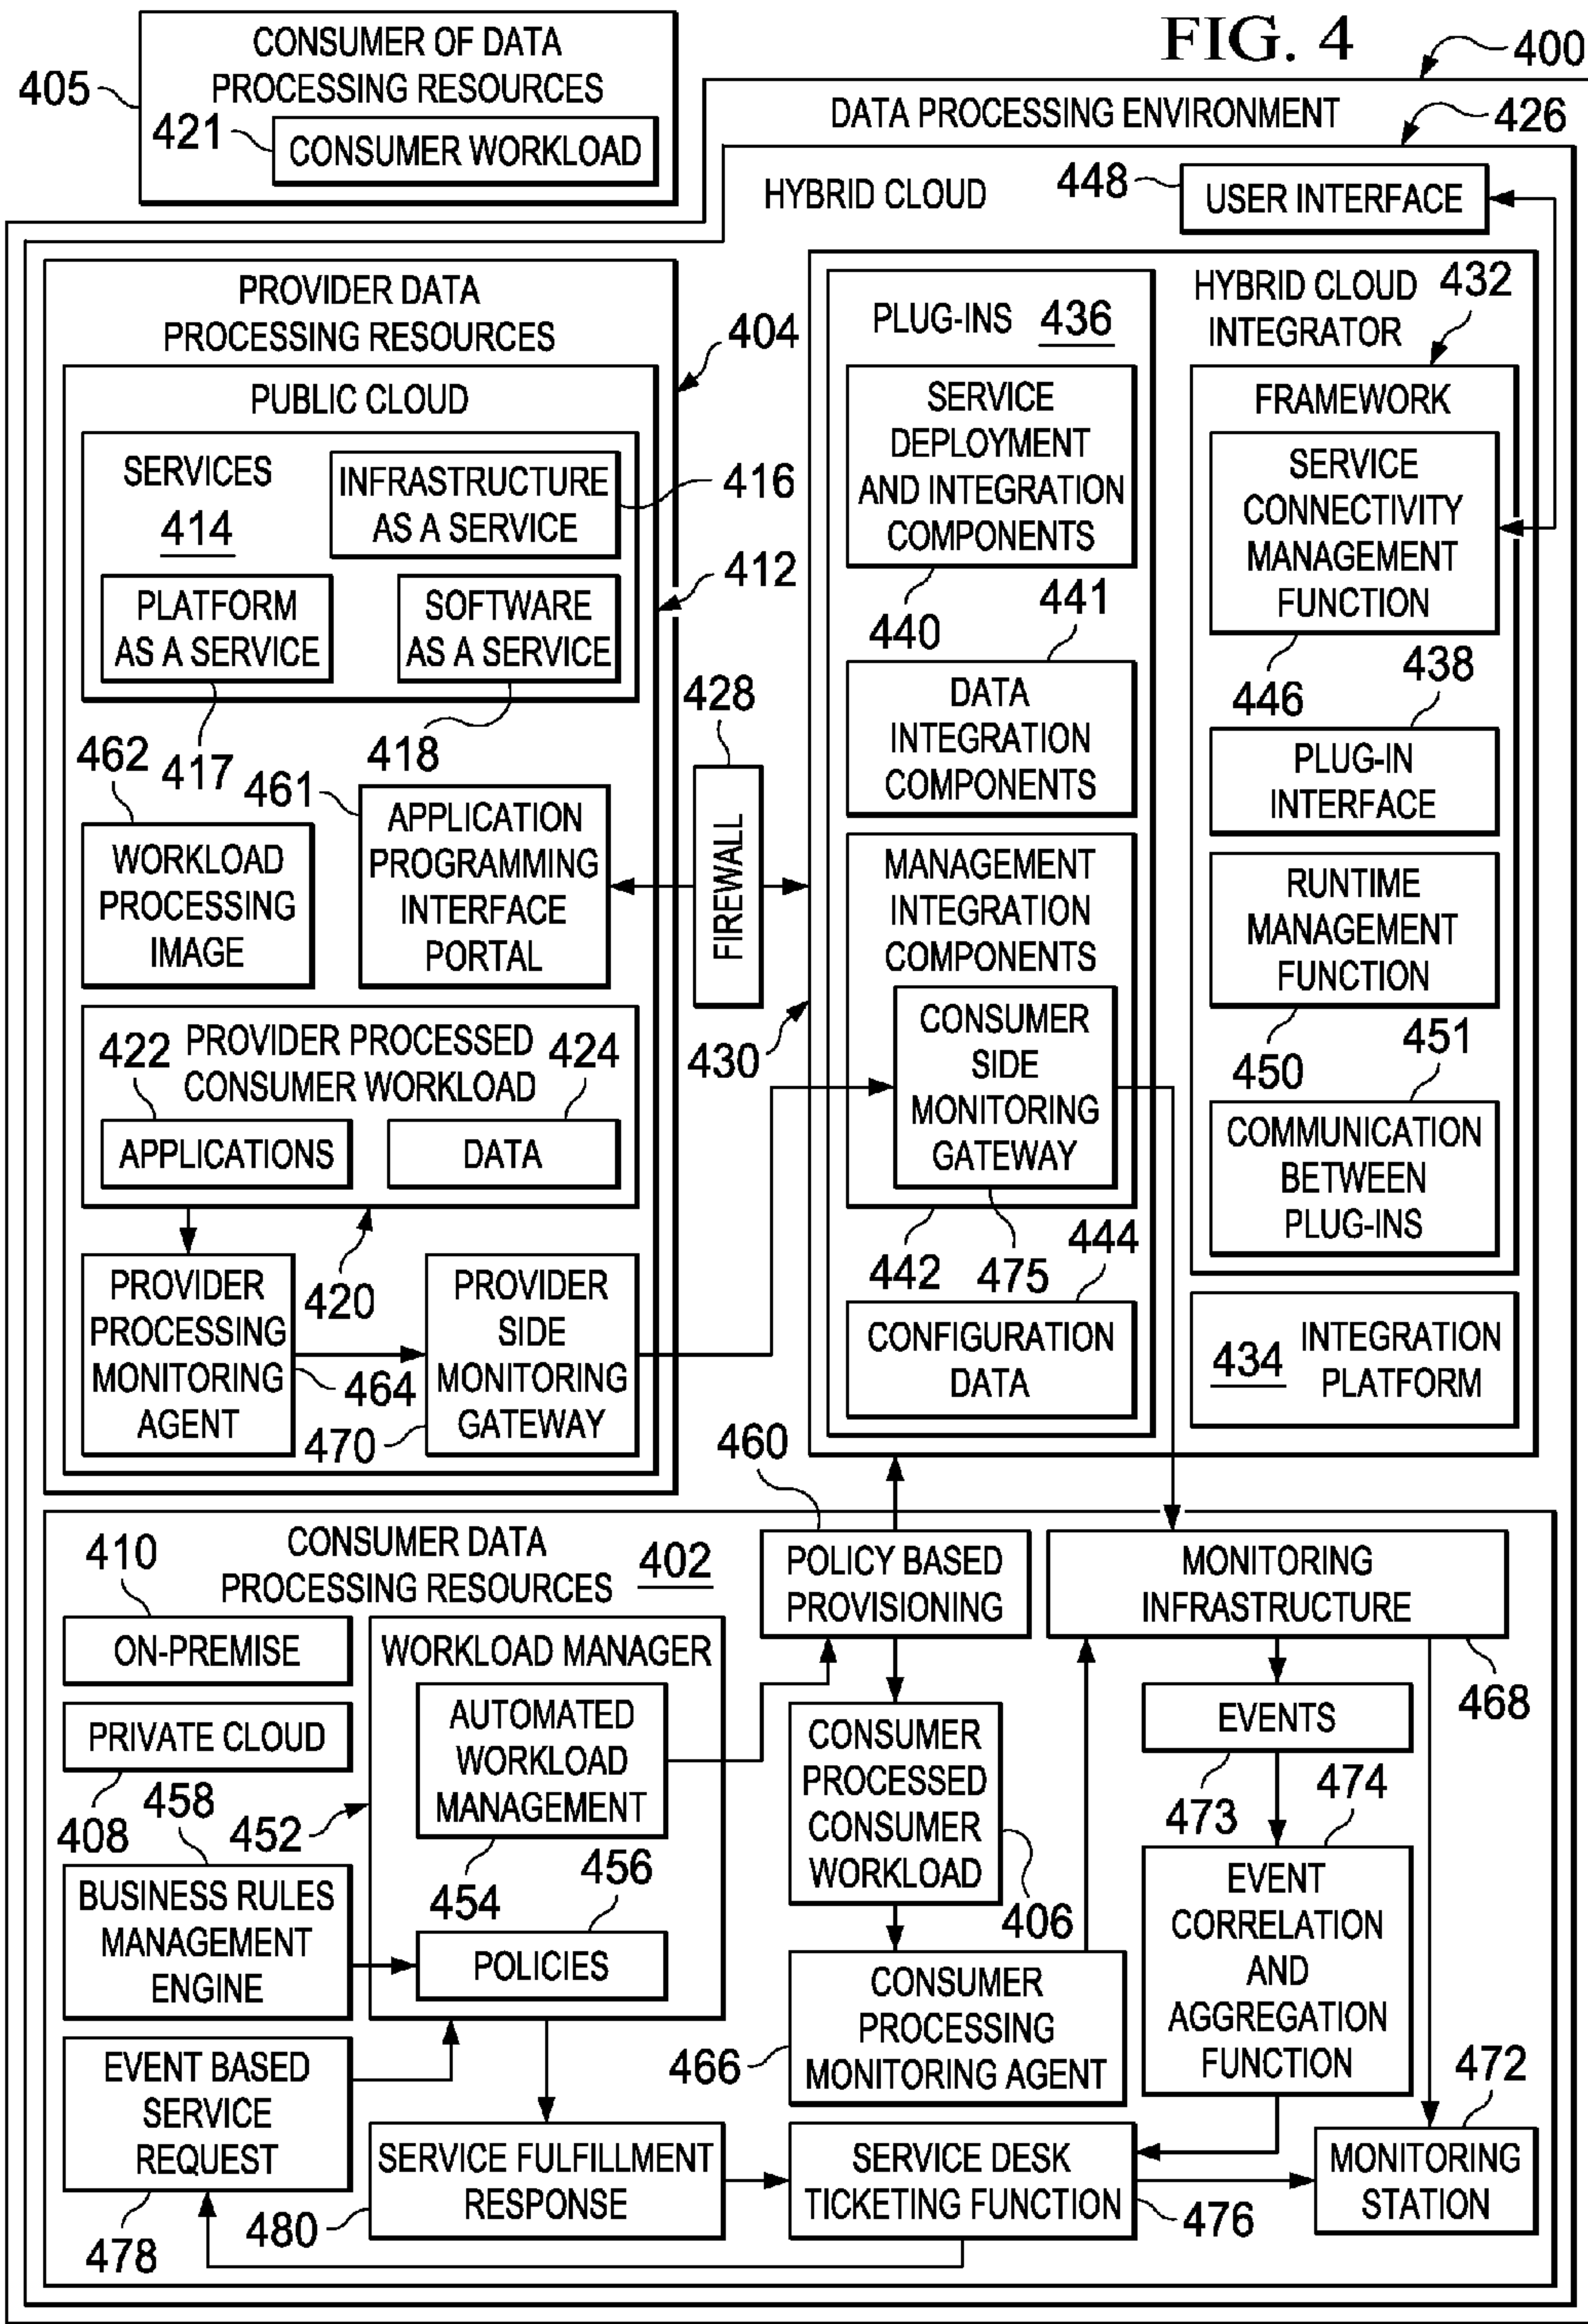 FIG. 4
400
CONSUMER OF DATA
PROCESSING RESOURCES
405
421
CONSUMER WORKLOAD
DATA PROCESSING ENVIRONMENT
426
HYBRID CLOUD
448
USER INTERFACE
PROVIDER DATA
PROCESSING RESOURCES
404
PUBLIC CLOUD
SERVICES
414
INFRASTRUCTURE
AS A SERVICE
416
412
PLATFORM
AS A SERVICE
SOFTWARE
AS A SERVICE
417
418
462
461
WORKLOAD
PROCESSING
IMAGE
APPLICATION
PROGRAMMING
INTERFACE
PORTAL
428
FIREWALL
422
PROVIDER PROCESSED
CONSUMER WORKLOAD
424
APPLICATIONS
DATA
420
PROVIDER
PROCESSING
MONITORING
AGENT
464
470
PROVIDER
SIDE
MONITORING
GATEWAY
430
PLUG-INS
436
SERVICE
DEPLOYMENT
AND INTEGRATION
COMPONENTS
440
441
DATA
INTEGRATION
COMPONENTS
MANAGEMENT
INTEGRATION
COMPONENTS
CONSUMER
SIDE
MONITORING
GATEWAY
442
475
444
CONFIGURATION
DATA
HYBRID CLOUD
INTEGRATOR
432
FRAMEWORK
SERVICE
CONNECTIVITY
MANAGEMENT
FUNCTION
446
438
PLUG-IN
INTERFACE
RUNTIME
MANAGEMENT
FUNCTION
450
451
COMMUNICATION
BETWEEN
PLUG-INS
434
INTEGRATION
PLATFORM
CONSUMER DATA
PROCESSING RESOURCES
402
410
ON-PREMISE
PRIVATE CLOUD
408
458
BUSINESS RULES
MANAGEMENT
ENGINE
452
WORKLOAD MANAGER
AUTOMATED
WORKLOAD
MANAGEMENT
454
456
POLICIES
460
POLICY BASED
PROVISIONING
CONSUMER
PROCESSED
CONSUMER
WORKLOAD
406
466
CONSUMER
PROCESSING
MONITORING AGENT
MONITORING
INFRASTRUCTURE
468
EVENTS
473
474
EVENT
CORRELATION
AND
AGGREGATION
FUNCTION
472
MONITORING
STATION
EVENT BASED
SERVICE
REQUEST
478
480
SERVICE FULFILLMENT
RESPONSE
SERVICE DESK
TICKETING FUNCTION
476